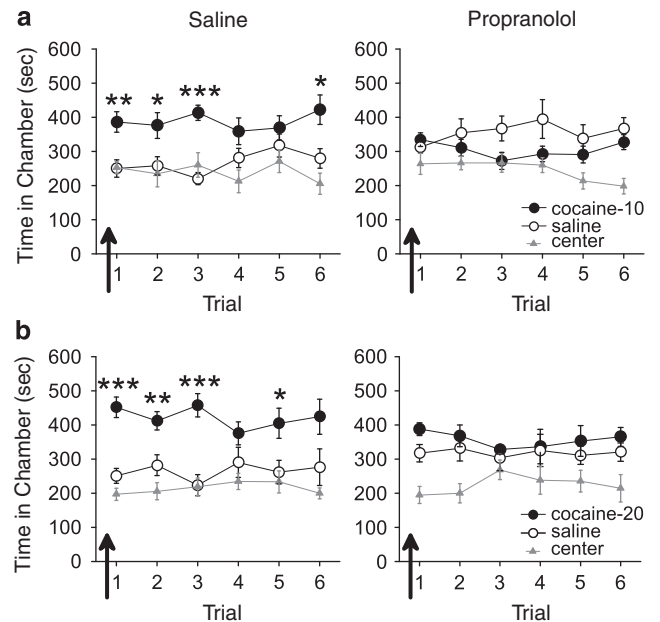 a
Saline
Propranolol
Time in Chamber (sec)
600
500
400
300
200
100
0
** * *** *
1 2 3 4 5 6
Trial
600
500
400
300
200
100
0
cocaine-10
saline
center
1 2 3 4 5 6
Trial
b
Time in Chamber (sec)
600
500
400
300
200
100
0
*** ** *** *
1 2 3 4 5 6
Trial
600
500
400
300
200
100
0
cocaine-20
saline
center
1 2 3 4 5 6
Trial